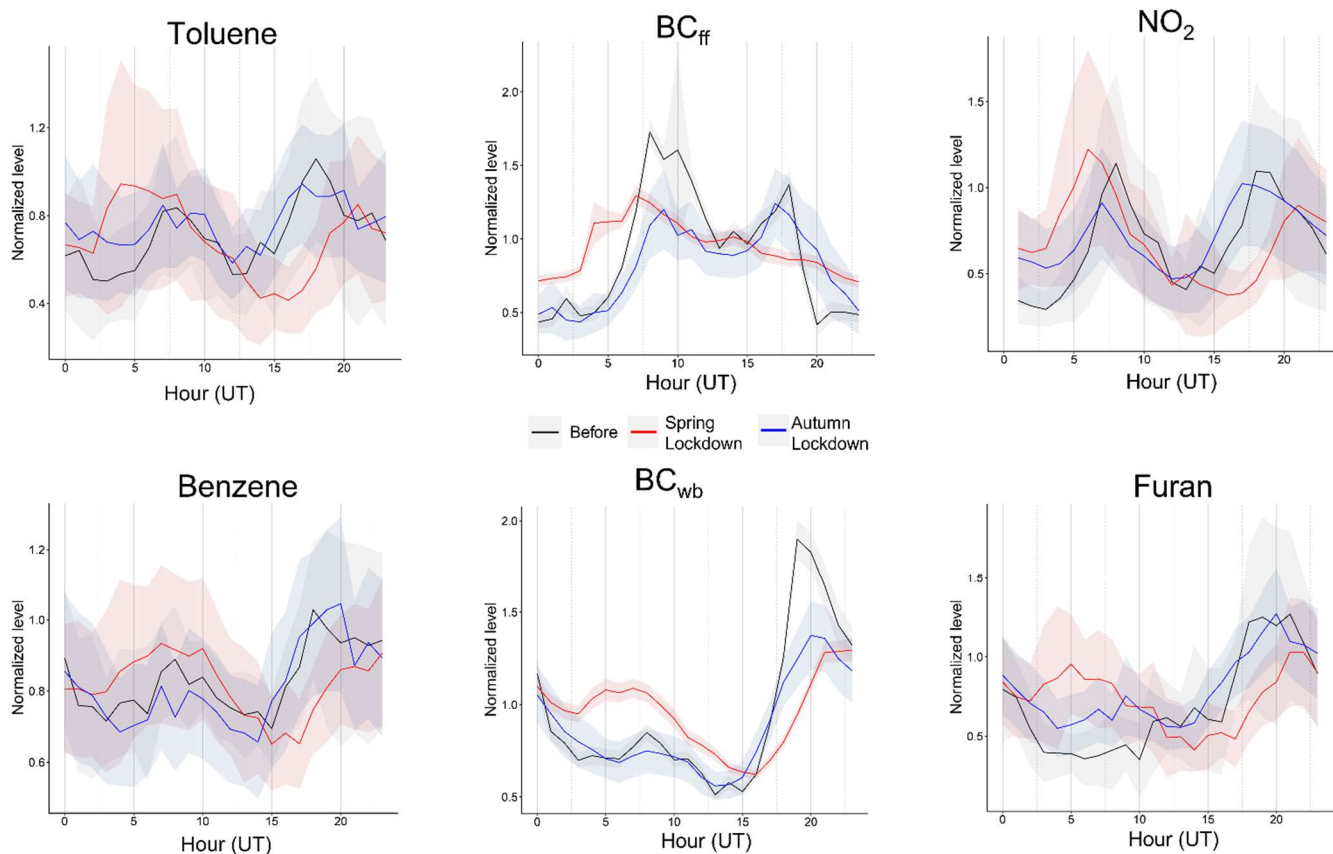 Toluene
Normalized level
1.2
0.8
0.4
0 5 10 15 20
Hour (UT)
BCff
Normalized level
2.0
1.5
1.0
0.5
0 5 10 15 20
Hour (UT)
NO2
Normalized level
1.5
1.0
0.5
0 5 10 15 20
Hour (UT)
Before
Spring
Lockdown
Autumn
Lockdown
Benzene
Normalized level
1.2
1.0
0.8
0.6
0 5 10 15 20
Hour (UT)
BCwb
Normalized level
2.0
1.5
1.0
0.5
0 5 10 15 20
Hour (UT)
Furan
Normalized level
1.5
1.0
0.5
0 5 10 15 20
Hour (UT)